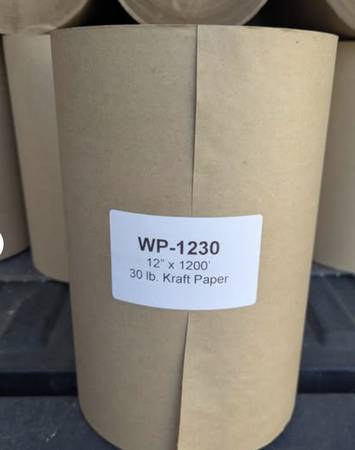 WP-1230
12" x 1200'
30 lb. Kraft Paper